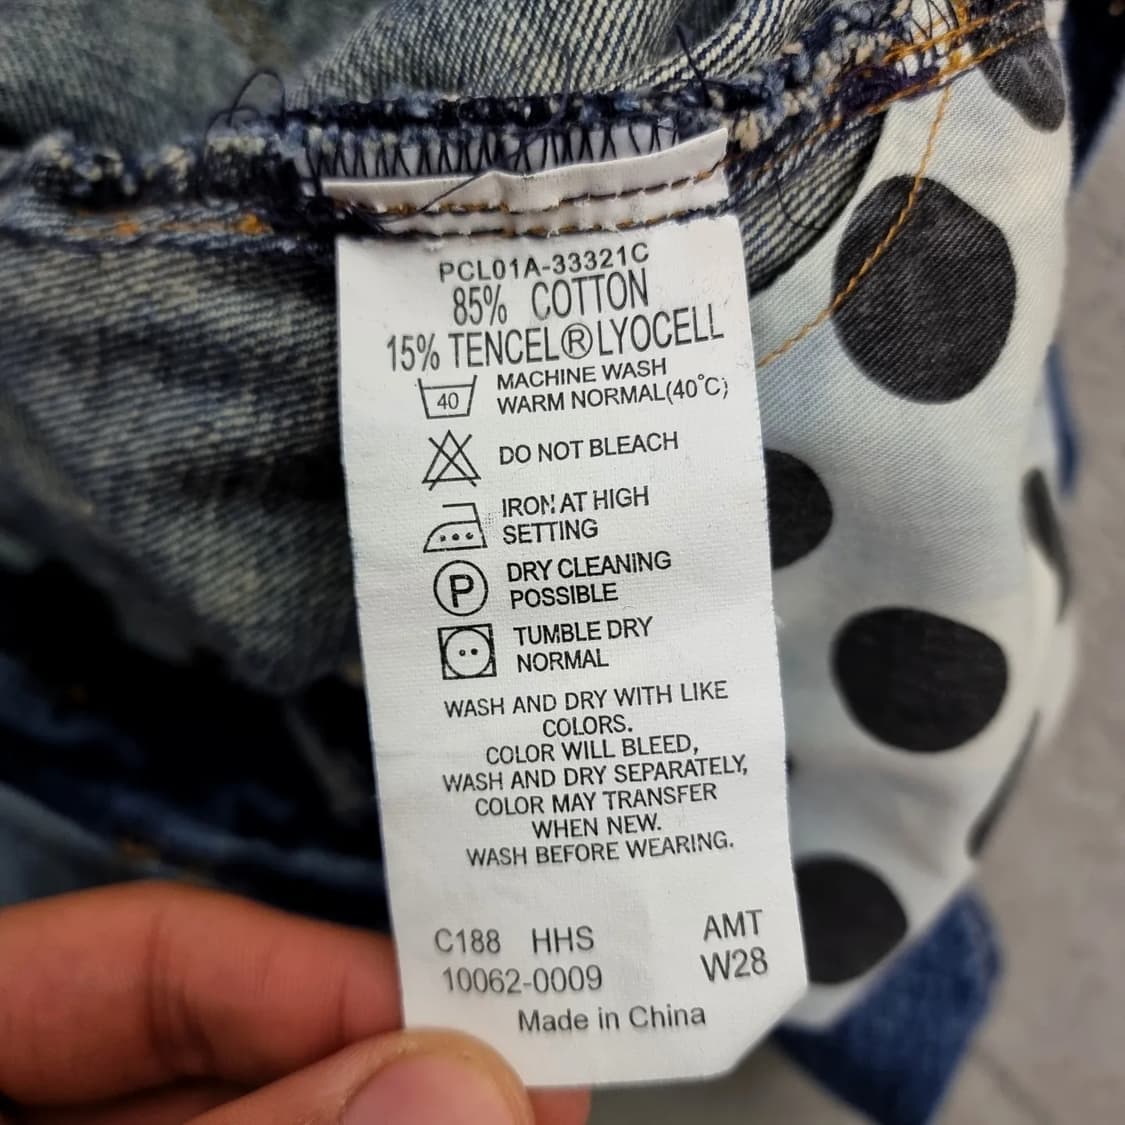 PCL01A-33321C
85% COTTON
15% TENCEL®LYOCELL
40
MACHINE WASH
WARM NORMAL(40°C)
DO NOT BLEACH
IRON AT HIGH
SETTING
P
DRY CLEANING
POSSIBLE
TUMBLE DRY
NORMAL
WASH AND DRY WITH LIKE
COLORS.
COLOR WILL BLEED,
WASH AND DRY SEPARATELY,
COLOR MAY TRANSFER
WHEN NEW.
WASH BEFORE WEARING.
C188 HHS AMT
10062-0009 W28
Made in China